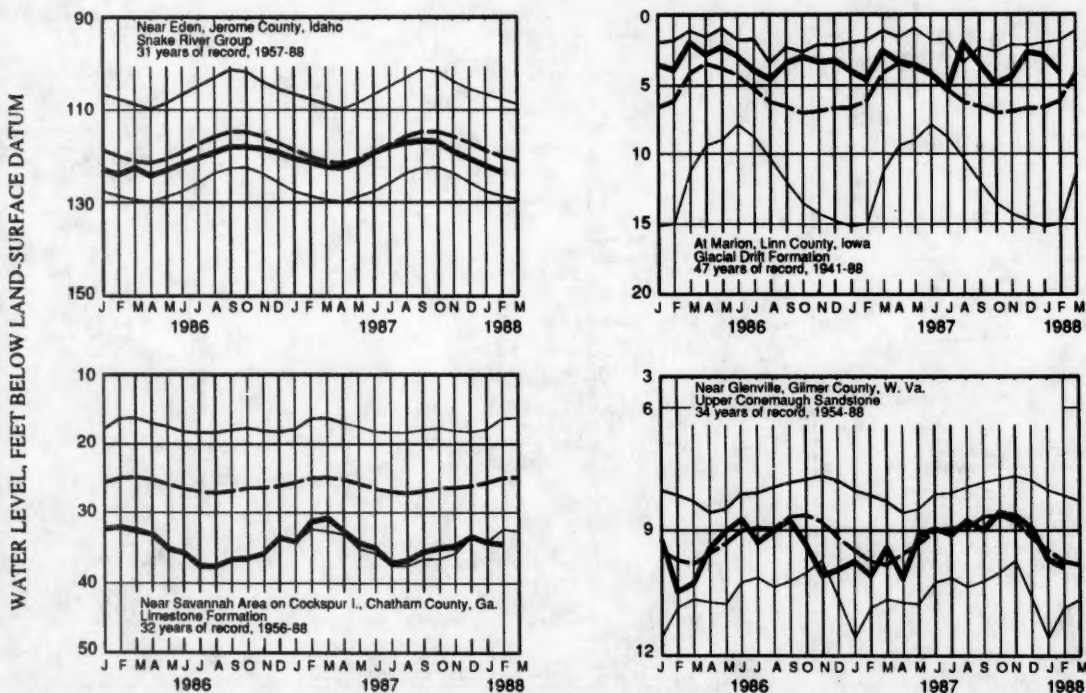 WATER LEVEL, FEET BELOW LAND-SURFACE DATUM
90
110
130
150
Near Eden, Jerome County, Idaho
Snake River Group
31 years of record, 1957-88
J F M A M J J A S O N D J F M A M J J A S O N D J F M
1986 1987 1988
0
5
10
15
20
At Marion, Linn County, Iowa
Glacial Drift Formation
47 years of record, 1941-88
J F M A M J J A S O N D J F M A M J J A S O N D J F M
1986 1987 1988
10
20
30
40
50
Near Savannah Area on Cockspur I., Chatham County, Ga.
Limestone Formation
32 years of record, 1956-88
J F M A M J J A S O N D J F M A M J J A S O N D J F M
1986 1987 1988
3
6
9
12
Near Glenville, Gilmer County, W. Va.
Upper Conemaugh Sandstone
34 years of record, 1954-88
J F M A M J J A S O N D J F M A M J J A S O N D J F M
1986 1987 1988